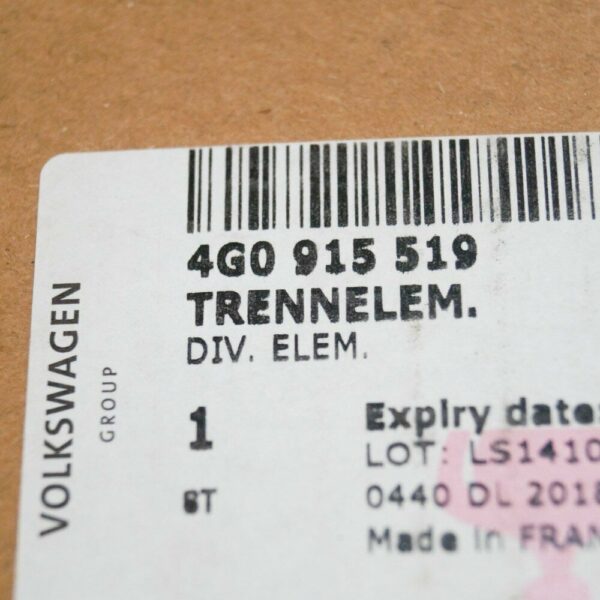 VOLKSWAGEN
GROUP
4G0 915 519
TRENNELEM.
DIV. ELEM.
1
ST
Expiry date:
LOT: LS1410
0440 DL 2018
Made in FRAN